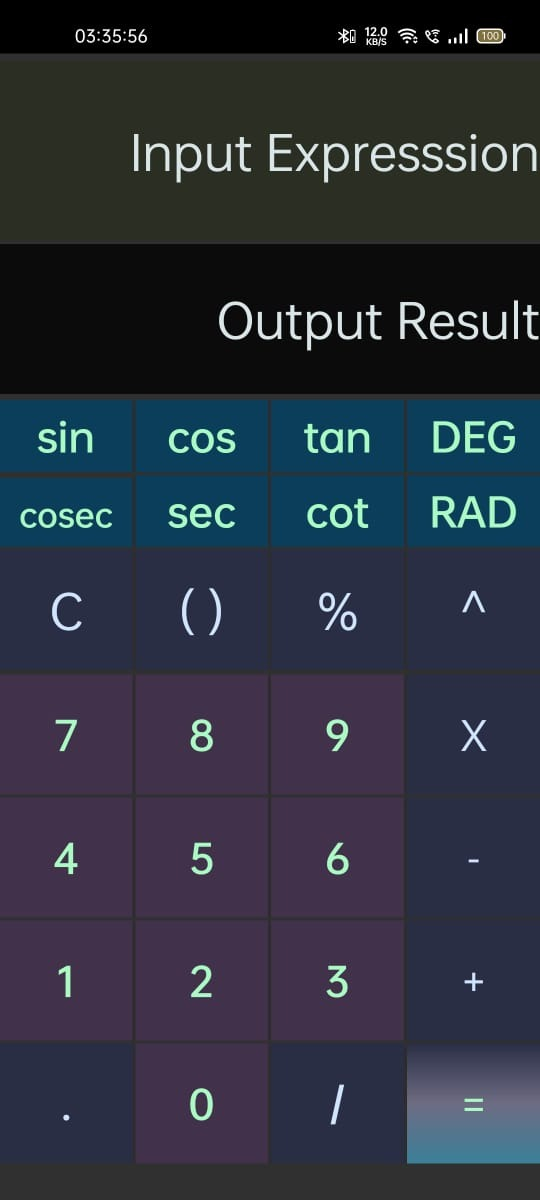 03:35:56 12.0 KB/S 100
Input Expresssion
Output Result
sin cos tan DEG
cosec sec cot RAD
C ( ) % ^
7 8 9 X
4 5 6 -
1 2 3 +
. 0 / =